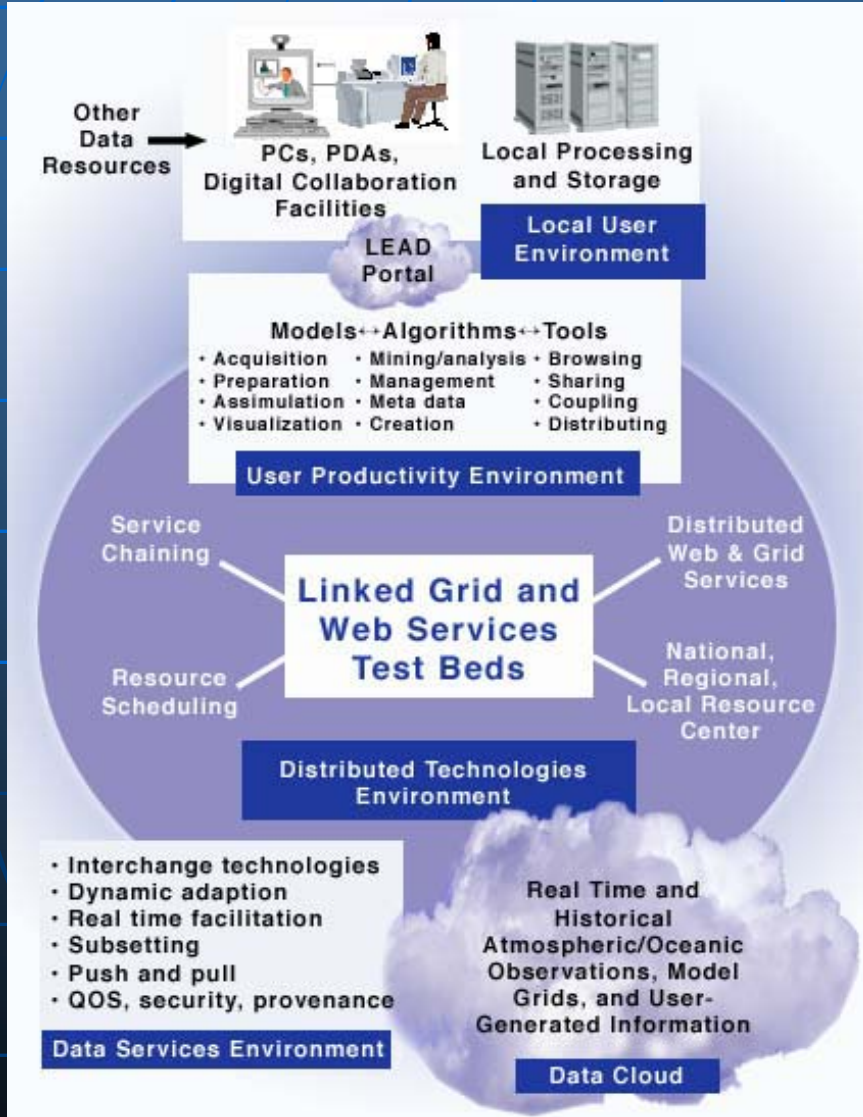 Other
Data
Resources
PCs, PDAs,
Digital Collaboration
Facilities
Local Processing
and Storage
Local User
Environment
LEAD
Portal
Models↔Algorithms↔Tools
· Acquisition · Mining/analysis · Browsing
· Preparation · Management · Sharing
· Assimulation · Meta data · Coupling
· Visualization · Creation · Distributing
User Productivity Environment
Service
Chaining
Distributed
Web & Grid
Services
Linked Grid and
Web Services
Test Beds
Resource
Scheduling
National,
Regional,
Local Resource
Center
Distributed Technologies
Environment
· Interchange technologies
· Dynamic adaption
· Real time facilitation
· Subsetting
· Push and pull
· QOS, security, provenance
Data Services Environment
Real Time and
Historical
Atmospheric/Oceanic
Observations, Model
Grids, and User-
Generated Information
Data Cloud